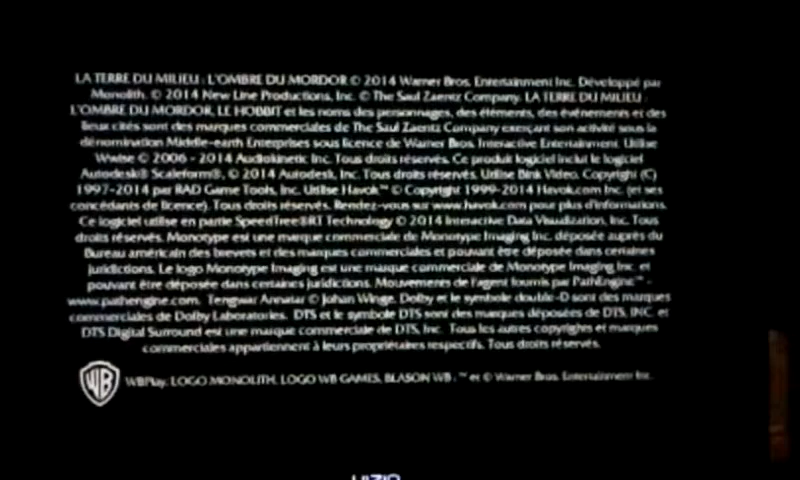 LA TERRE DU MILIEU : L'OMBRE DU MORDOR © 2014 Warner Bros. Entertainment Inc. Développé par
Monolith. © 2014 New Line Productions, Inc. © The Saul Zaentz Company. LA TERRE DU MILIEU :
L'OMBRE DU MORDOR, LE HOBBIT et les noms des personnages, des éléments, des événements et des
lieux cités sont des marques commerciales de The Saul Zaentz Company exerçant son activité sous la
dénomination Middle-earth Enterprises sous licence de Warner Bros. Interactive Entertainment. Utilise
Wwise © 2006 - 2014 Audiokinetic Inc. Tous droits réservés. Ce produit logiciel inclut le logiciel
Autodesk® Scaleform®, © 2014 Autodesk, Inc. Tous droits réservés. Utilise Bink Video. Copyright (C)
1997-2014 par RAD Game Tools, Inc. Utilise Havok™ © Copyright 1999-2014 Havok.com Inc. (et ses
concédants de licence). Tous droits réservés. Rendez-vous sur www.havok.com pour plus d'informations.
Ce logiciel utilise en partie SpeedTree®RT Technology © 2014 Interactive Data Visualization, Inc. Tous
droits réservés. Monotype est une marque commerciale de Monotype Imaging Inc. déposée auprès du
Bureau américain des brevets et des marques commerciales et pouvant être déposée dans certaines
juridictions. Le logo Monotype Imaging est une marque commerciale de Monotype Imaging Inc. et
pouvant être déposée dans certaines juridictions. Mouvements de l'agent fournis par PathEngine™ -
www.pathengine.com. Tengwar Annatar © Johan Winge. Dolby et le symbole double-D sont des marques
commerciales de Dolby Laboratories. DTS et le symbole DTS sont des marques déposées de DTS, INC. et
DTS Digital Surround est une marque commerciale de DTS, Inc. Tous les autres copyrights et marques
commerciales appartiennent à leurs propriétaires respectifs. Tous droits réservés.
WB WBPlay, LOGO MONOLITH, LOGO WB GAMES, BLASON WB : ™ et © Warner Bros. Entertainment Inc.
VIZIO